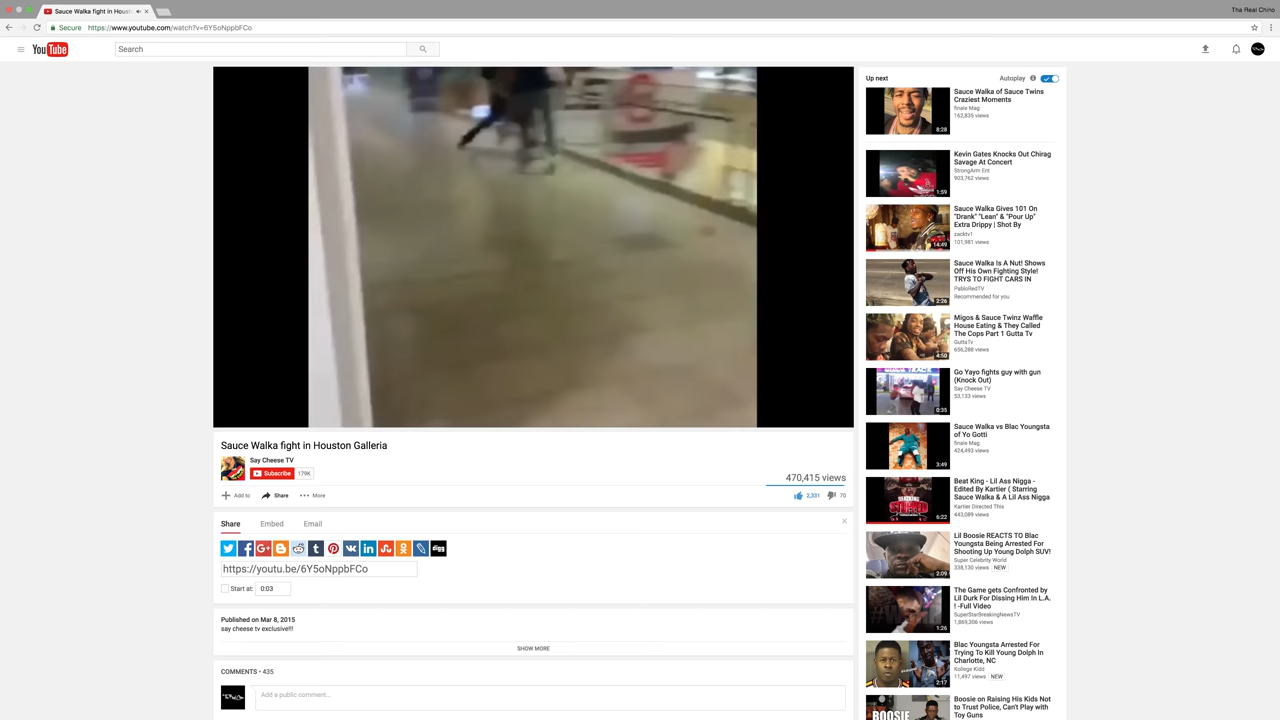 Sauce Walka fight in Houston
Tha Real Chino
Secure https://www.youtube.com/watch?v=6Y5oNppbFCo
YouTube
Search
Sauce Walka fight in Houston Galleria
Say Cheese TV
Subscribe 179K
470,415 views
Add to Share More 2,331 70
Share Embed Email
digg
https://youtu.be/6Y5oNppbFCo
Start at: 0:03
Published on Mar 8, 2015
say cheese tv exclusive!!!
SHOW MORE
COMMENTS • 435
Add a public comment...
Up next Autoplay
Sauce Walka of Sauce Twins
Craziest Moments
finale Mag
162,835 views
8:28
Kevin Gates Knocks Out Chirag
Savage At Concert
StrongArm Ent
903,762 views
1:59
Sauce Walka Gives 101 On
"Drank" "Lean" & "Pour Up"
Extra Drippy | Shot By
zacktv1
101,981 views
14:49
Sauce Walka Is A Nut! Shows
Off His Own Fighting Style!
TRYS TO FIGHT CARS IN
PabloRedTV
Recommended for you
2:26
Migos & Sauce Twinz Waffle
House Eating & They Called
The Cops Part 1 Gutta Tv
GuttaTv
656,288 views
4:50
Go Yayo fights guy with gun
(Knock Out)
Say Cheese TV
53,133 views
0:35
Sauce Walka vs Blac Youngsta
of Yo Gotti
finale Mag
424,493 views
3:49
Beat King - Lil Ass Nigga -
Edited By Kartier ( Starring
Sauce Walka & A Lil Ass Nigga
Kartier Directed This
443,089 views
6:22
Lil Boosie REACTS TO Blac
Youngsta Being Arrested For
Shooting Up Young Dolph SUV!
Super Celebrity World
338,130 views NEW
2:09
The Game gets Confronted by
Lil Durk For Dissing Him In L.A.
! -Full Video
SuperStarBreakingNewsTV
1,869,306 views
1:26
Blac Youngsta Arrested For
Trying To Kill Young Dolph In
Charlotte, NC
Kollege Kidd
11,497 views NEW
2:17
Boosie on Raising His Kids Not
to Trust Police, Can't Play with
Toy Guns
BOOSIE